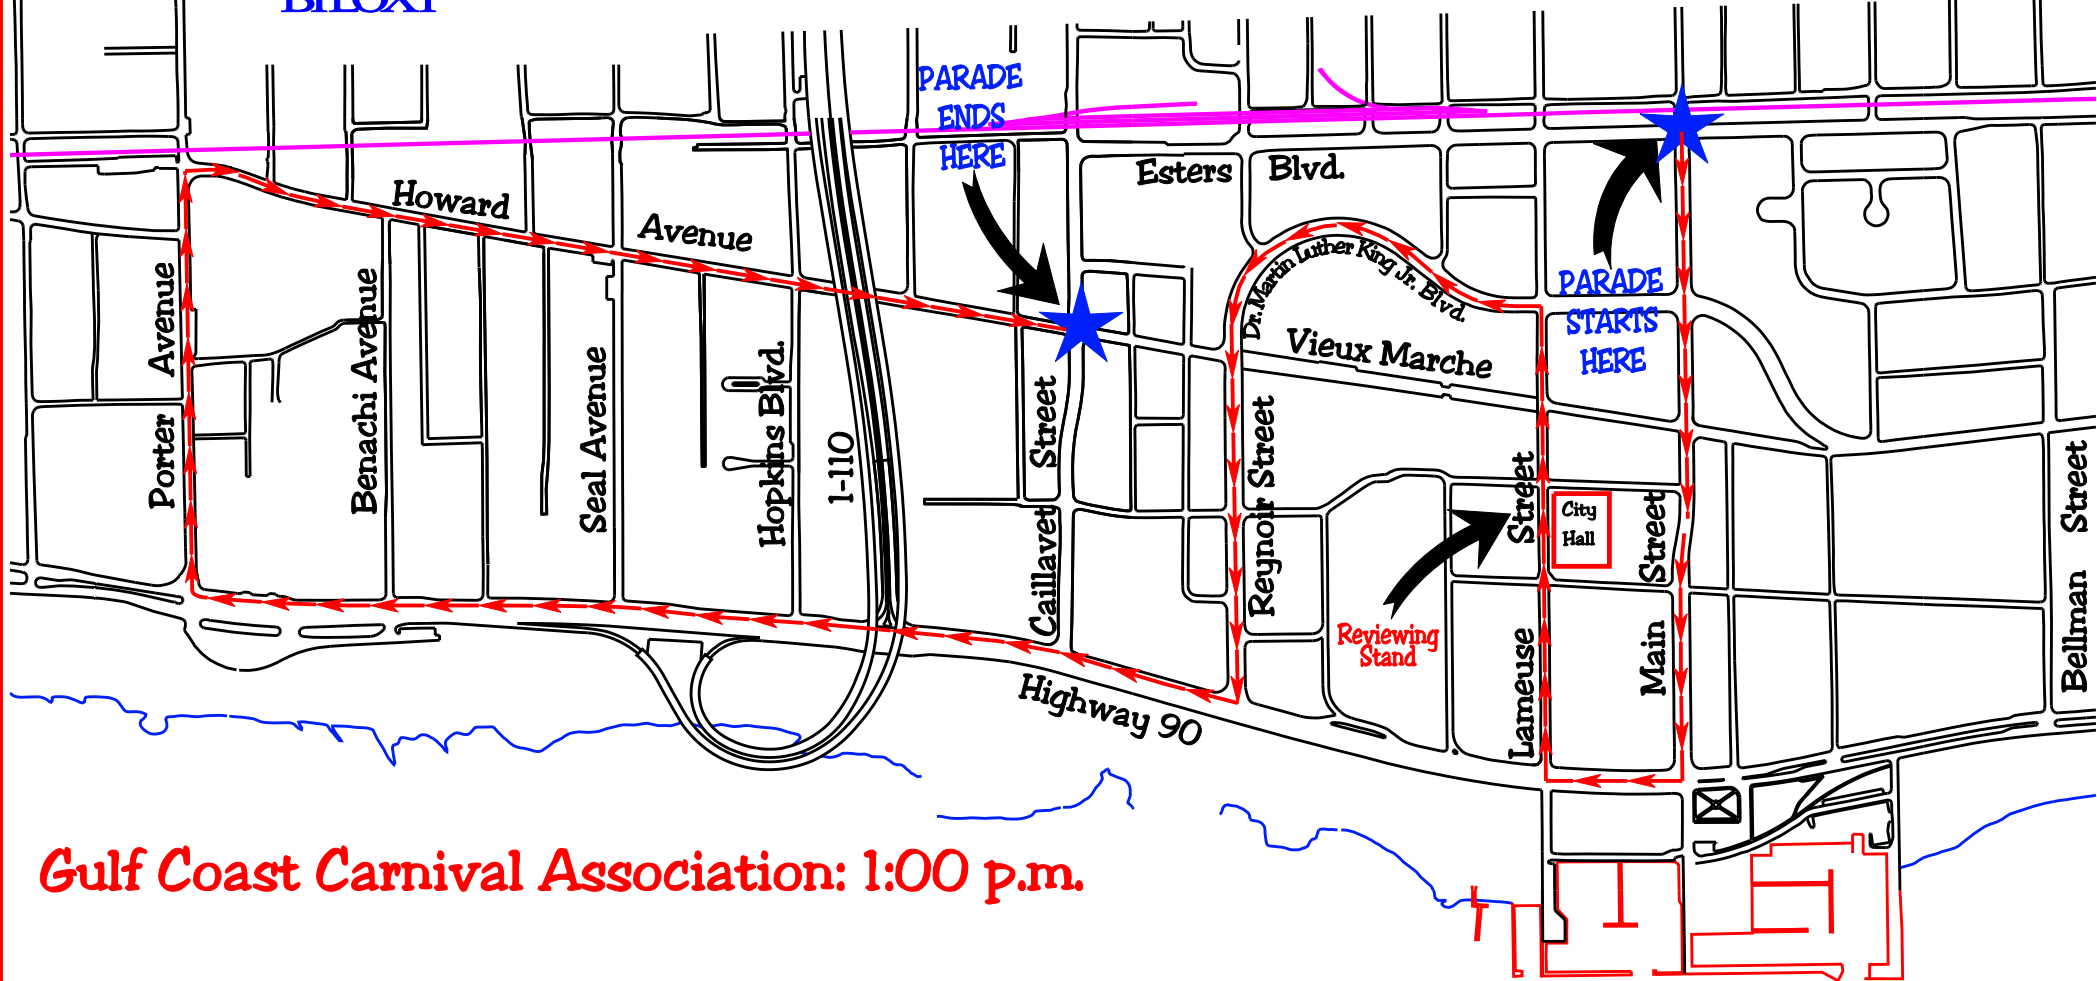 BILOXI
PARADE
ENDS
HERE
Esters Blvd.
Howard
Avenue
Dr. Martin Luther King Jr. Blvd.
PARADE
STARTS
HERE
Vieux Marche
Porter Avenue
Benachi Avenue
Seal Avenue
Hopkins Blvd.
I-110
Caillavet Street
Reynoir Street
Lameuse Street
City
Hall
Main Street
Bellman Street
Reviewing
Stand
Highway 90
Gulf Coast Carnival Association: 1:00 p.m.